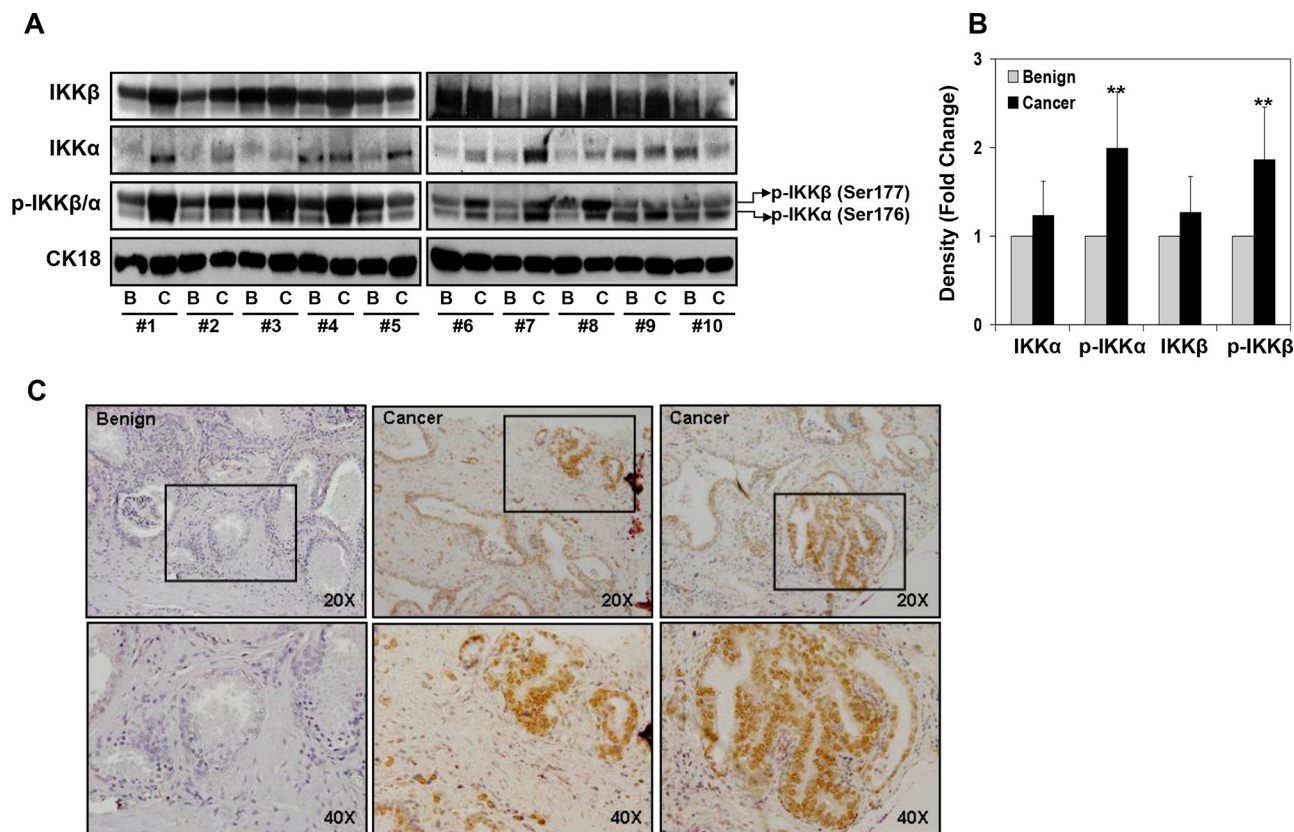 A
IKKβ
IKKα
p-IKKβ/α
CK18
p-IKKβ (Ser177)
p-IKKα (Ser176)
B C B C B C B C B C B C B C B C B C B C
#1 #2 #3 #4 #5 #6 #7 #8 #9 #10
B
Density (Fold Change)
3
2
1
0
Benign
Cancer
**
**
IKKα p-IKKα IKKβ p-IKKβ
C
Benign
20X
Cancer
20X
Cancer
20X
40X
40X
40X